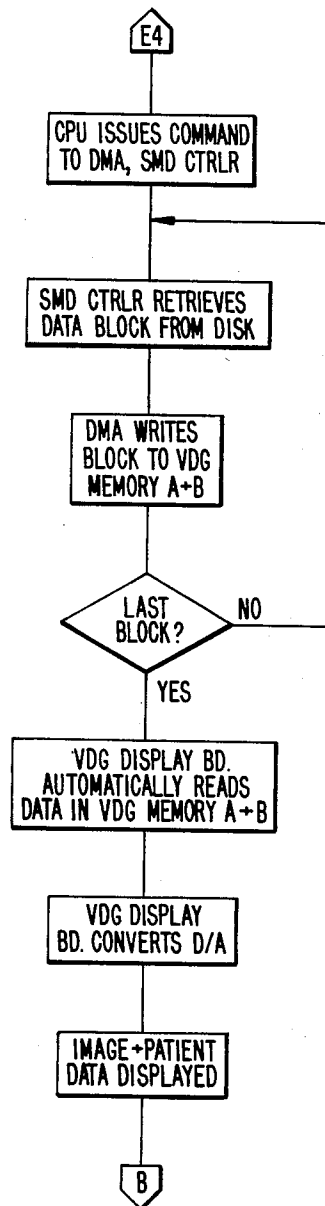 E4
CPU ISSUES COMMAND
TO DMA, SMD CTRLR
SMD CTRLR RETRIEVES
DATA BLOCK FROM DISK
DMA WRITES
BLOCK TO VDG
MEMORY A+B
LAST
BLOCK?
NO
YES
VDG DISPLAY BD.
AUTOMATICALLY READS
DATA IN VDG MEMORY A+B
VDG DISPLAY
BD. CONVERTS D/A
IMAGE+PATIENT
DATA DISPLAYED
B